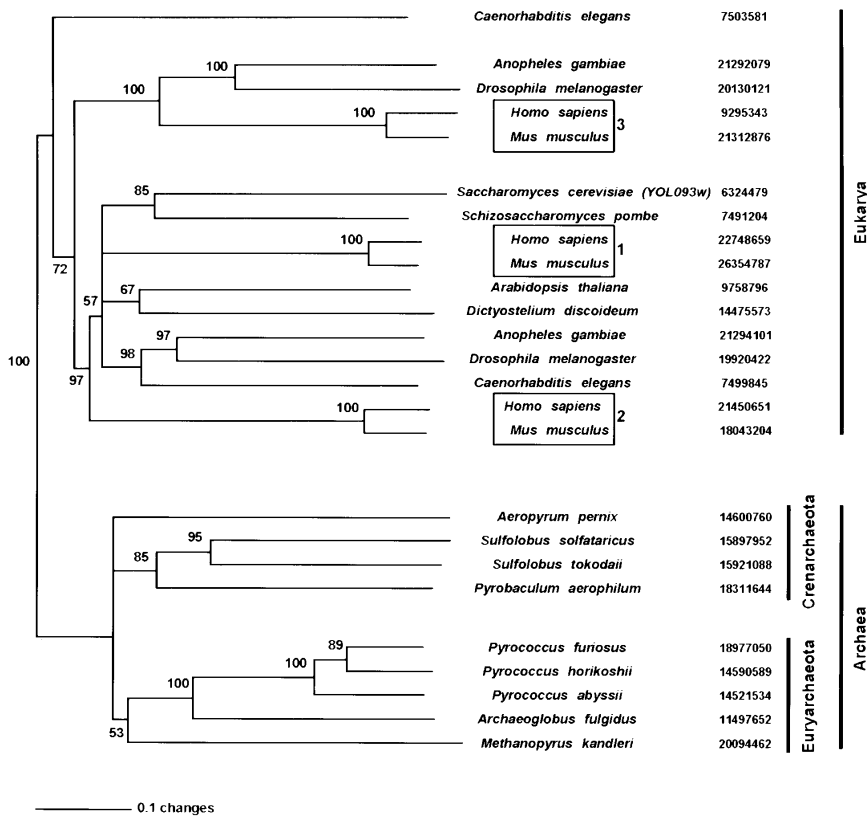 Caenorhabditis elegans 7503581
100 Anopheles gambiae 21292079
100 Drosophila melanogaster 20130121
100 Homo sapiens 9295343
3
Mus musculus 21312876
85 Saccharomyces cerevisiae (YOL093w) 6324479
Schizosaccharomyces pombe 7491204
100 Homo sapiens 22748659
1
Mus musculus 26354787
72
57 67 Arabidopsis thaliana 9758796
Dictyostelium discoideum 14475573
97 Anopheles gambiae 21294101
98 Drosophila melanogaster 19920422
100
97 Caenorhabditis elegans 7499845
100 Homo sapiens 21450651
2
Mus musculus 18043204
Eukarya
Aeropyrum pernix 14600760
95 Sulfolobus solfataricus 15897952
85 Sulfolobus tokodaii 15921088
Pyrobaculum aerophilum 18311644
Crenarchaeota
89 Pyrococcus furiosus 18977050
100 Pyrococcus horikoshii 14590589
100 Pyrococcus abyssii 14521534
Archaeoglobus fulgidus 11497652
53 Methanopyrus kandleri 20094462
Euryarchaeota
Archaea
0.1 changes